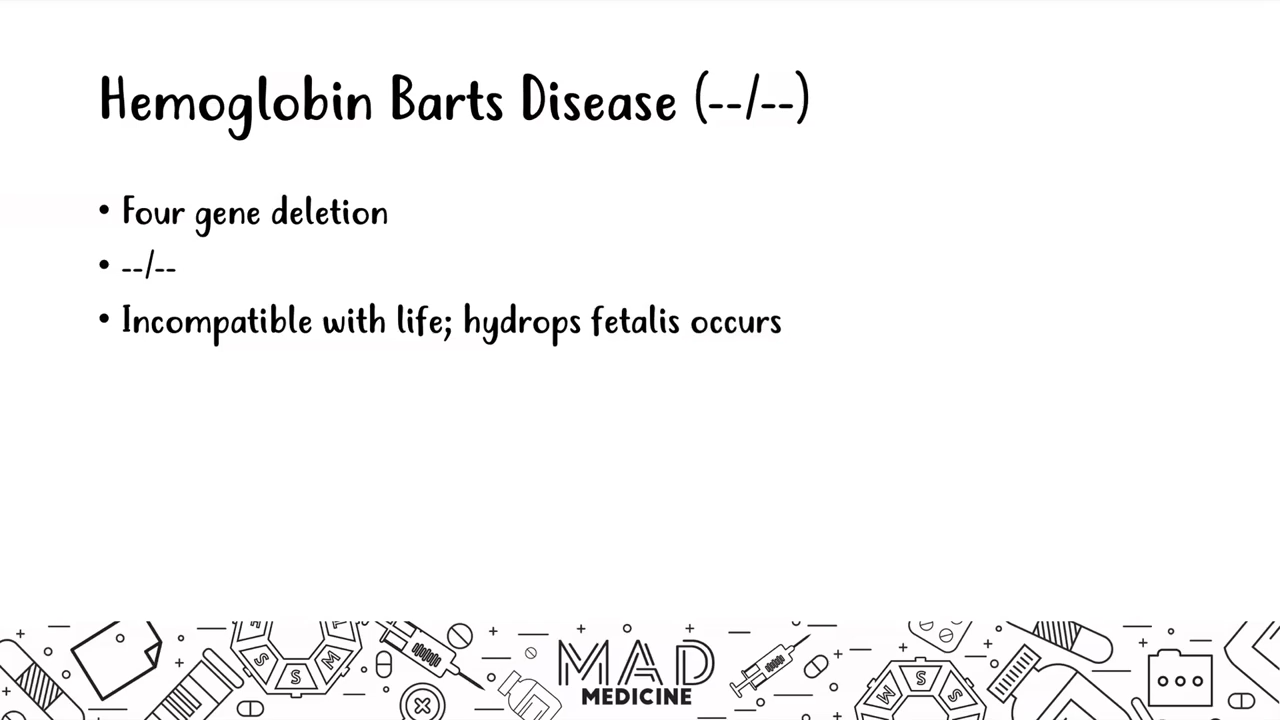 Hemoglobin Barts Disease (--/--)
• Four gene deletion
• --/--
• Incompatible with life; hydrops fetalis occurs
S
S
M
MAD
MEDICINE
M
S
S